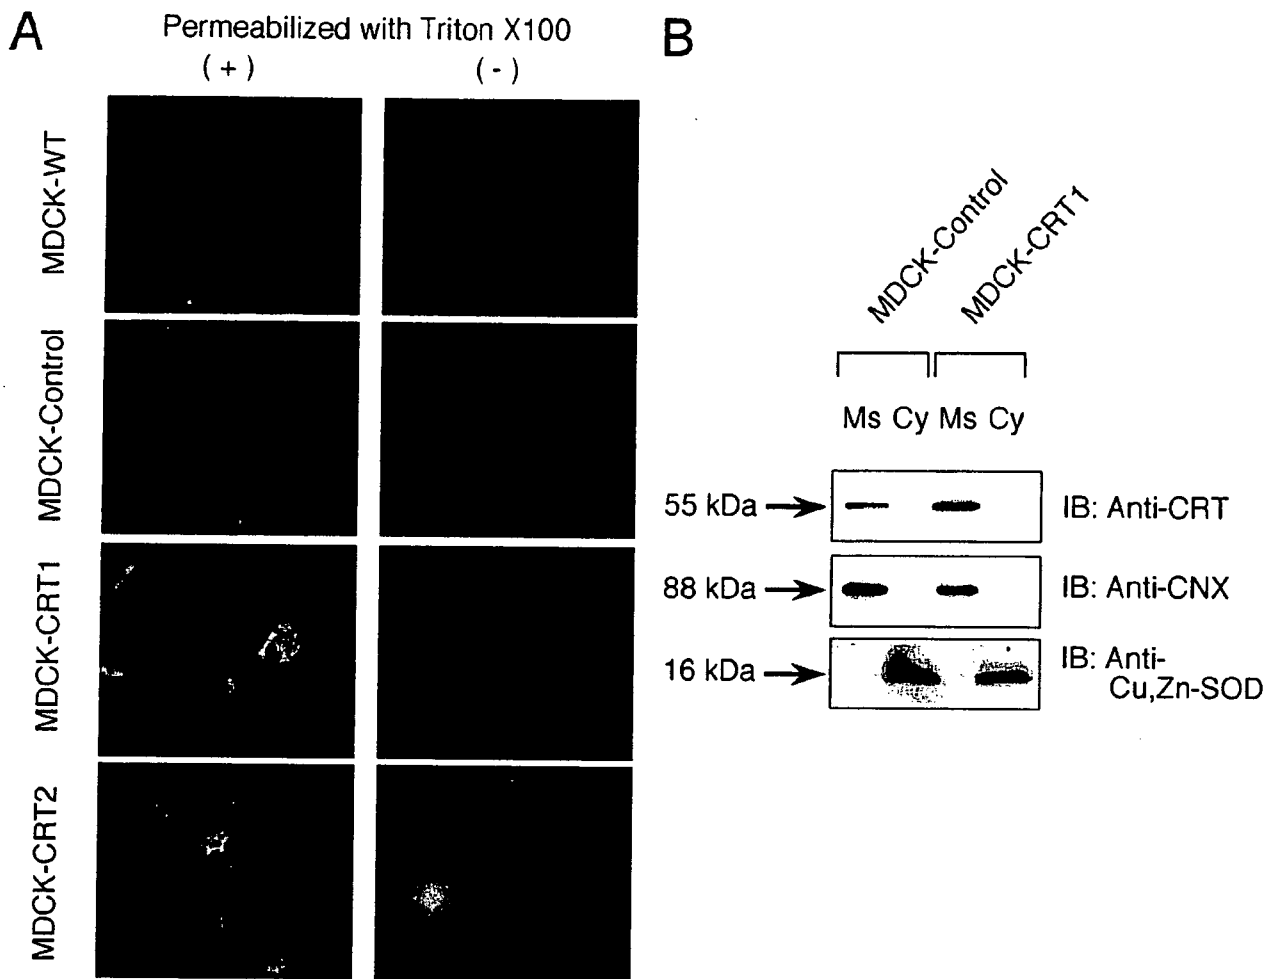 A
Permeabilized with Triton X100
(+)
(-)
MDCK-WT
MDCK-Control
MDCK-CRT1
MDCK-CRT2
B
MDCK-Control
MDCK-CRT1
Ms Cy Ms Cy
55 kDa
IB: Anti-CRT
88 kDa
IB: Anti-CNX
16 kDa
IB: Anti-
Cu,Zn-SOD